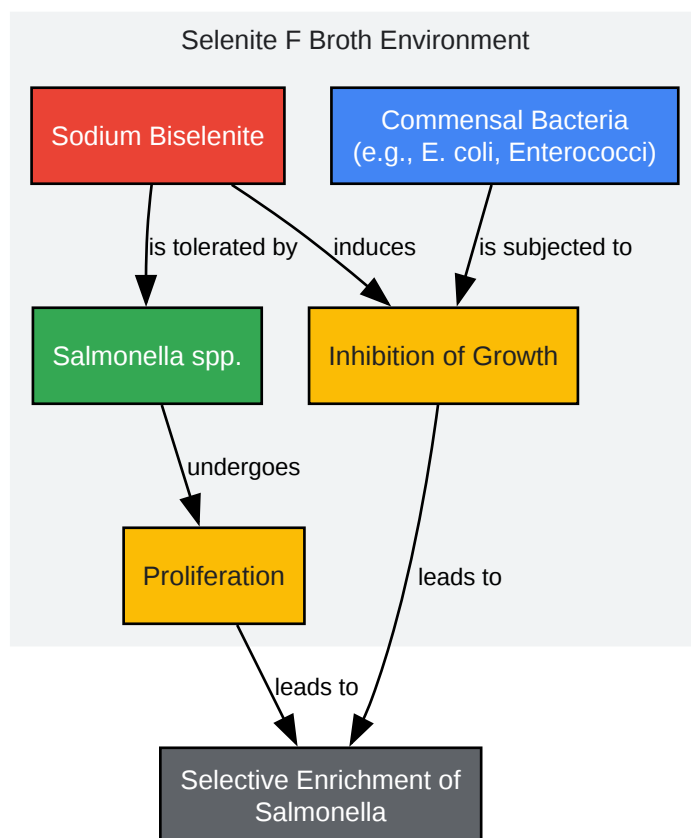 Selenite F Broth Environment
Sodium Biselenite
Commensal Bacteria
(e.g., E. coli, Enterococci)
is tolerated by
induces
is subjected to
Salmonella spp.
Inhibition of Growth
undergoes
Proliferation
leads to
leads to
Selective Enrichment of
Salmonella